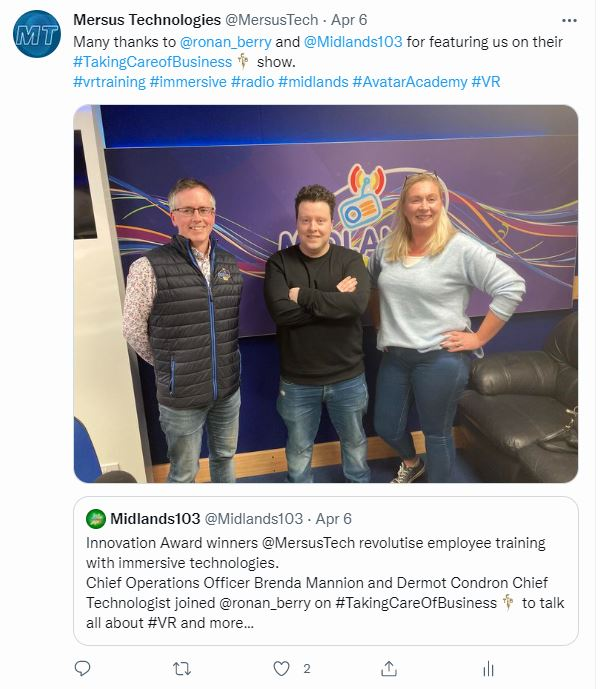 MT
Mersus Technologies @MersusTech · Apr 6
Many thanks to @ronan_berry and @Midlands103 for featuring us on their
#TakingCareofBusiness show.
#vrtraining #immersive #radio #midlands #AvatarAcademy #VR
MIDLAN
Midlands103 @Midlands103 · Apr 6
Innovation Award winners @MersusTech revolutise employee training
with immersive technologies.
Chief Operations Officer Brenda Mannion and Dermot Condron Chief
Technologist joined @ronan_berry on #TakingCareOfBusiness to talk
all about #VR and more...
2